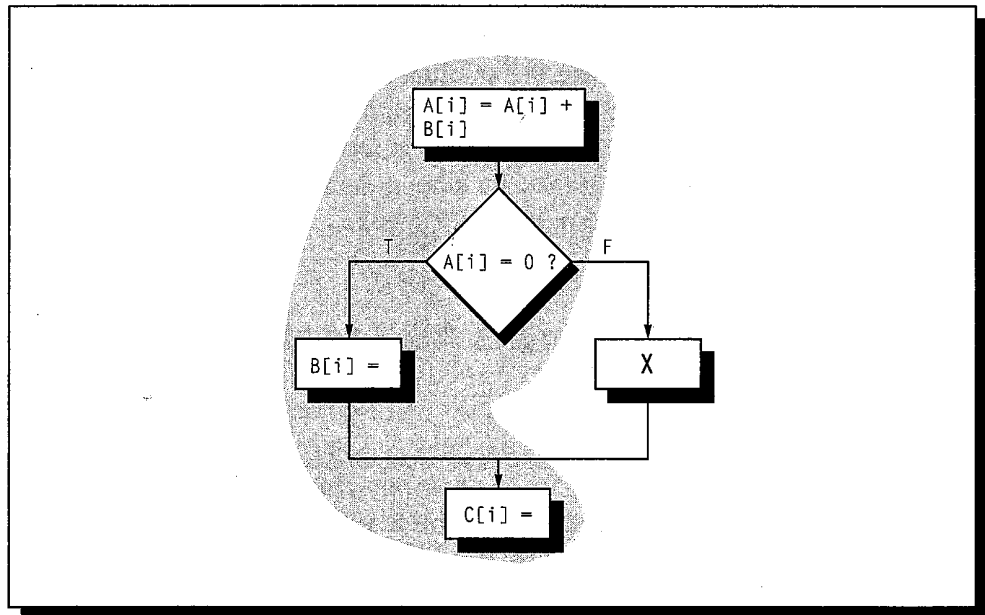 A[i] = A[i] +
B[i]
T
A[i] = 0 ?
F
B[i] =
X
C[i] =